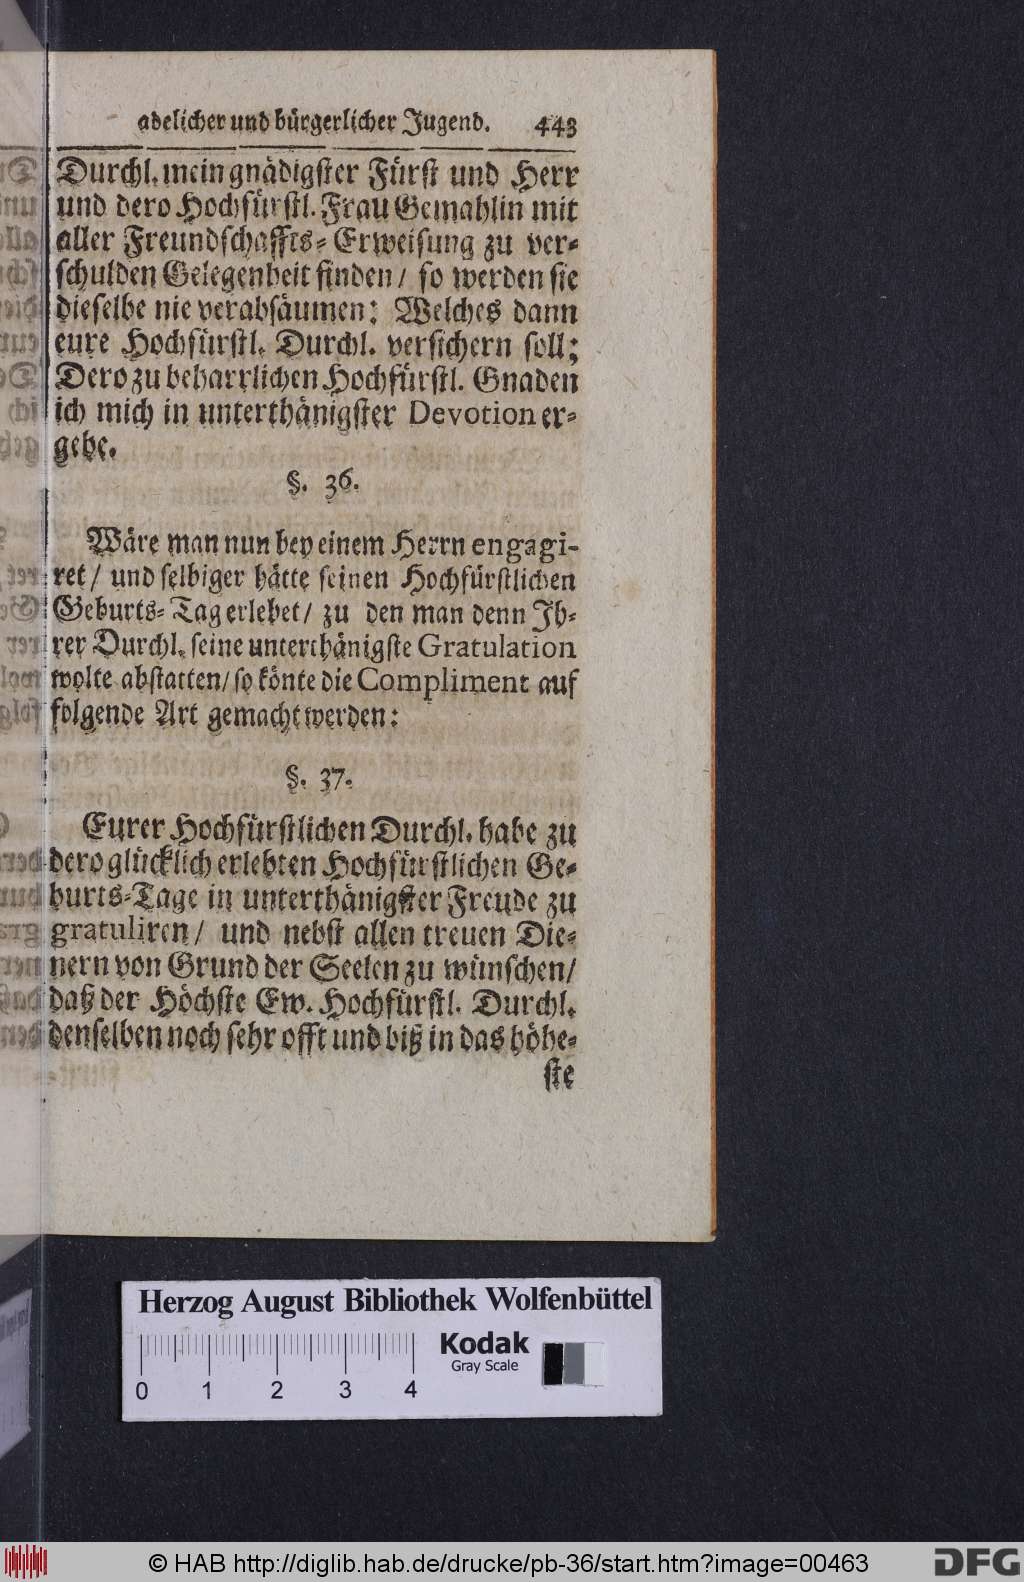 adelicher und bürgerlicher Jugend. 443
Durchl. mein gnädigster Fürst und Herr
und dero Hochfürstl. Frau Gemahlin mit
aller Freundschaffts-Erweisung zu ver-
schulden Gelegenheit finden / so werden sie
dieselbe nie verabsäumen: Welches dann
eure Hochfürstl. Durchl. versichern soll;
Dero zu beharrlichen Hochfürstl. Gnaden
ich mich in unterthänigster Devotion er-
gebe.
§. 36.
Wäre man nun bey einem Herrn engagi-
ret / und selbiger hätte seinen Hochfürstlichen
Geburts-Tag erlebet / zu den man denn Ih-
rer Durchl. seine unterthänigste Gratulation
wolte abstatten / so könte die Compliment auf
folgende Art gemacht werden:
§. 37.
Eurer Hochfürstlichen Durchl. habe zu
dero glücklich erlebten Hochfürstlichen Ge-
burts-Tage in unterthänigster Freude zu
gratuliren / und nebst allen treuen Die-
nern von Grund der Seelen zu wünschen /
daß der Höchste Ew. Hochfürstl. Durchl.
denselben noch sehr offt und biß in das höhe-
ste
Herzog August Bibliothek Wolfenbüttel
Kodak
Gray Scale
0 1 2 3 4
© HAB http://diglib.hab.de/drucke/pb-36/start.htm?image=00463
DFG